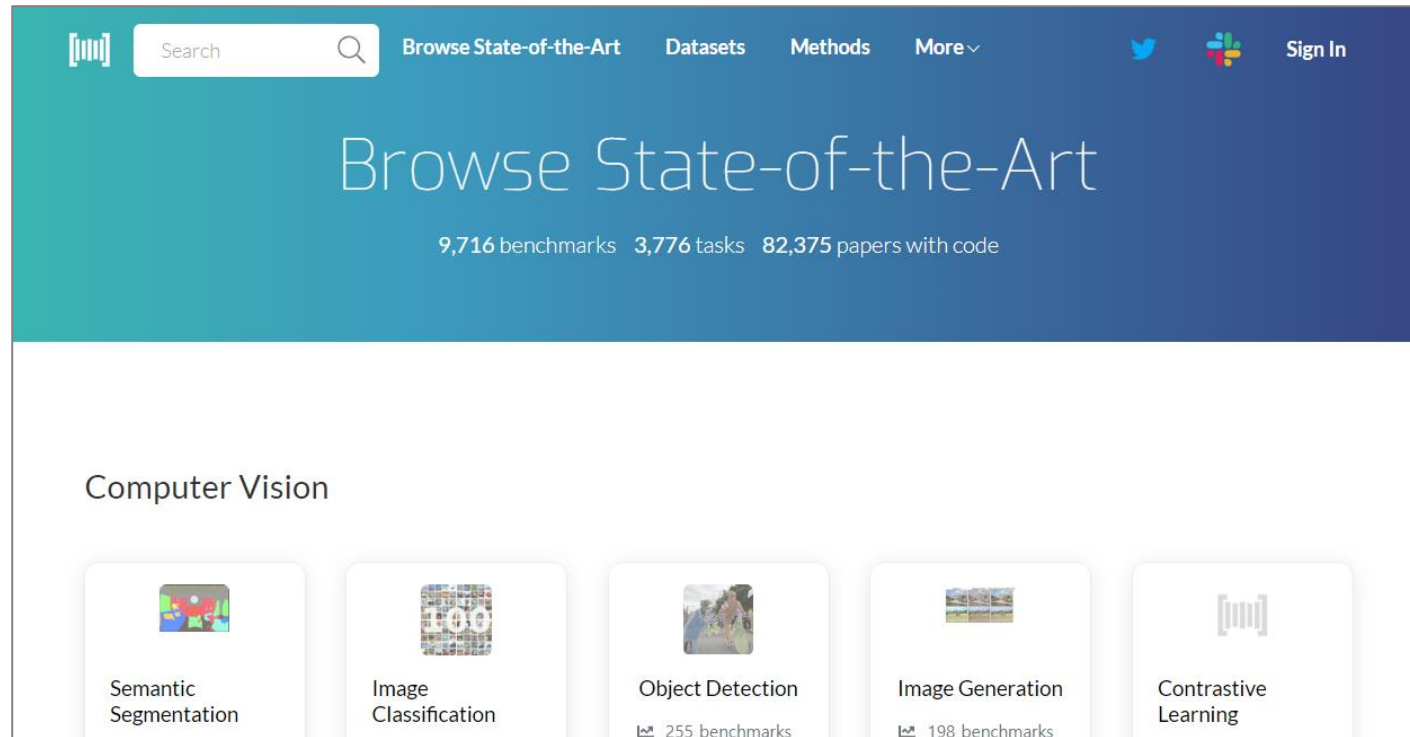 Search
Browse State-of-the-Art Datasets Methods More Sign In
Browse State-of-the-Art
9,716 benchmarks 3,776 tasks 82,375 papers with code
Computer Vision
100
Semantic
Segmentation
Image
Classification
Object Detection
255 benchmarks
Image Generation
198 benchmarks
Contrastive
Learning